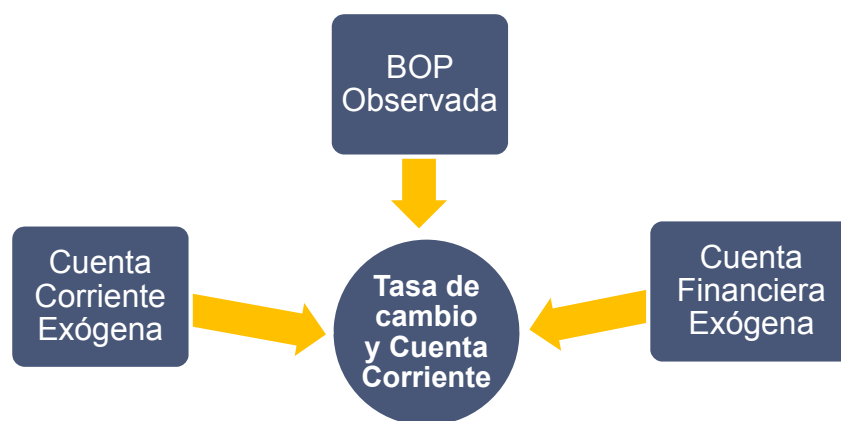 BOP
Observada
Cuenta
Corriente
Exógena
Tasa de
cambio
y Cuenta
Corriente
Cuenta
Financiera
Exógena